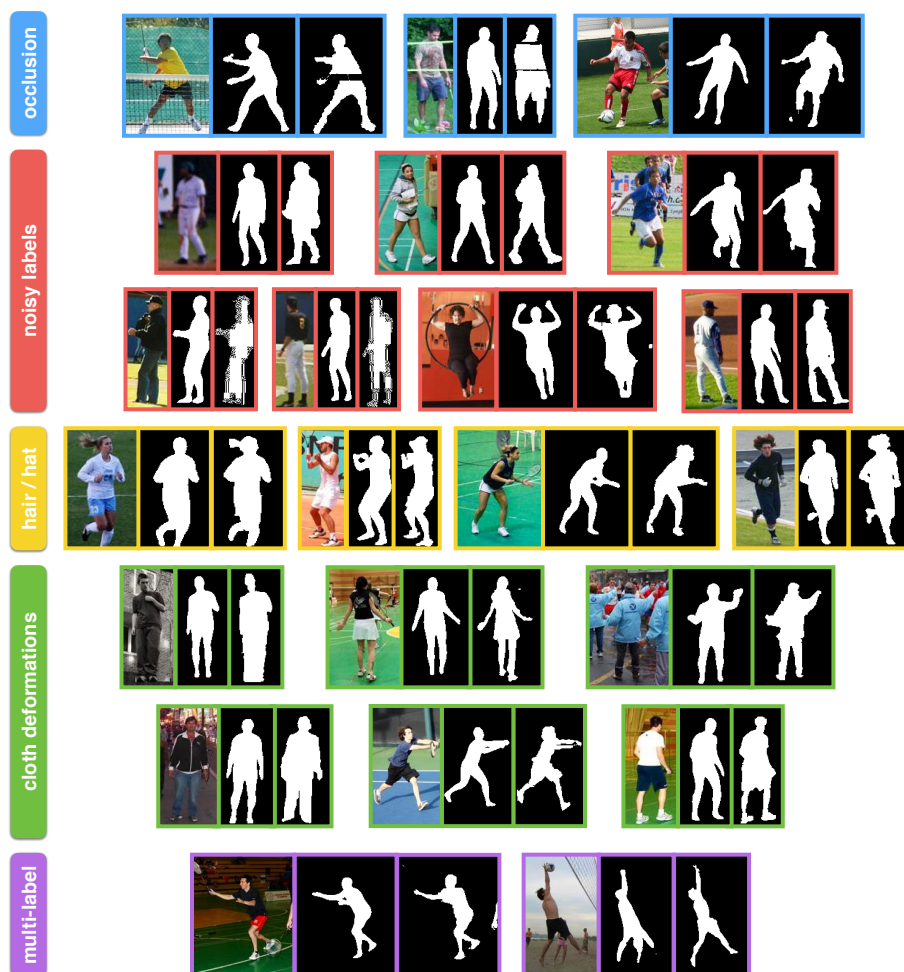 occlusion
noisy labels
hair / hat
cloth deformations
multi-label